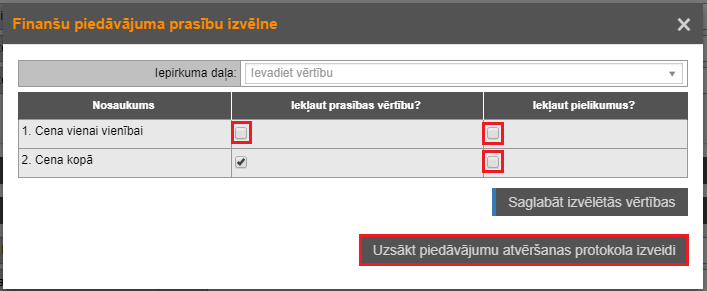 Finanšu piedāvājuma prasību izvēlne
Iepirkuma daļa: Ievadiet vērtību
Nosaukums Iekļaut prasības vērtību? Iekļaut pielikumus?
1. Cena vienai vienībai
2. Cena kopā
Saglabāt izvēlētās vērtības
Uzsākt piedāvājumu atvēršanas protokola izveidi